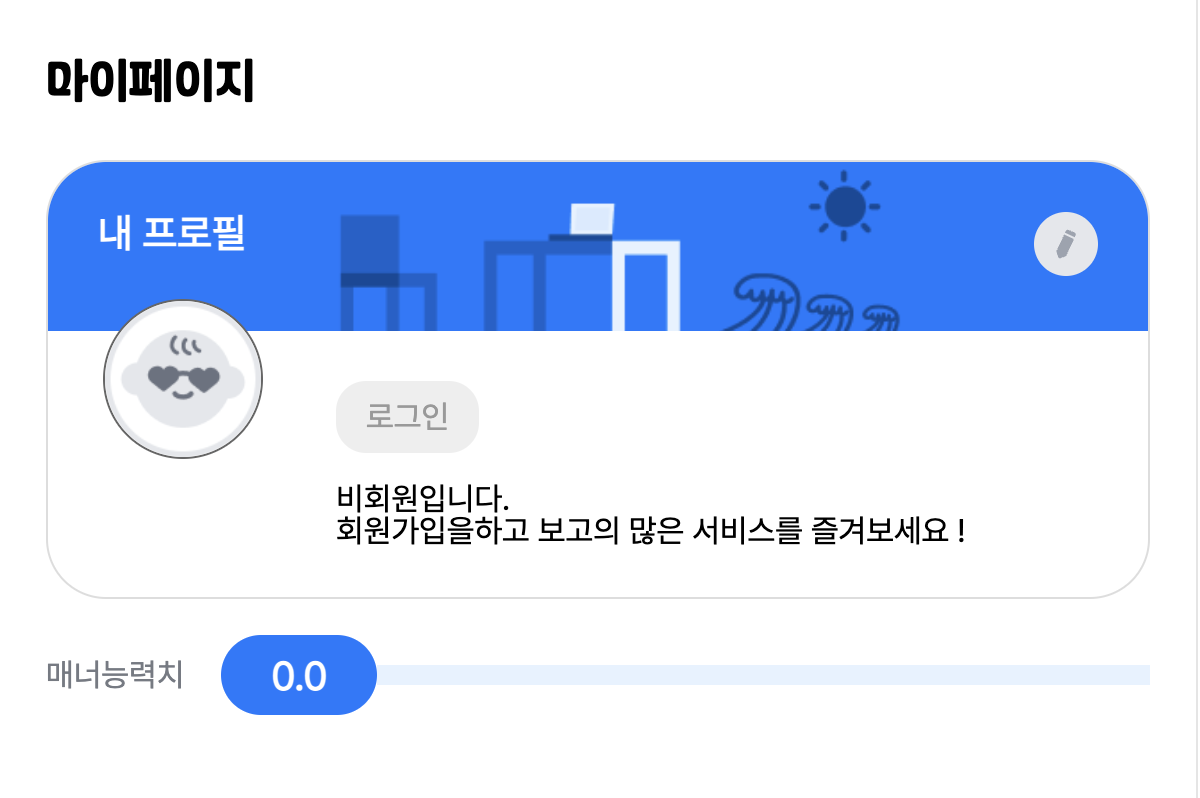 마이페이지
내 프로필
로그인
비회원입니다.
회원가입을하고 보고의 많은 서비스를 즐겨보세요 !
매너능력치
0.0